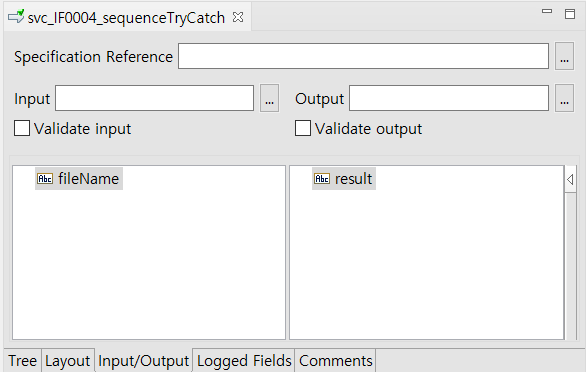 svc_IF0004_sequenceTryCatch
Specification Reference ...
Input ... Output ...
Validate input Validate output
Abc fileName Abc result
Tree Layout Input/Output Logged Fields Comments